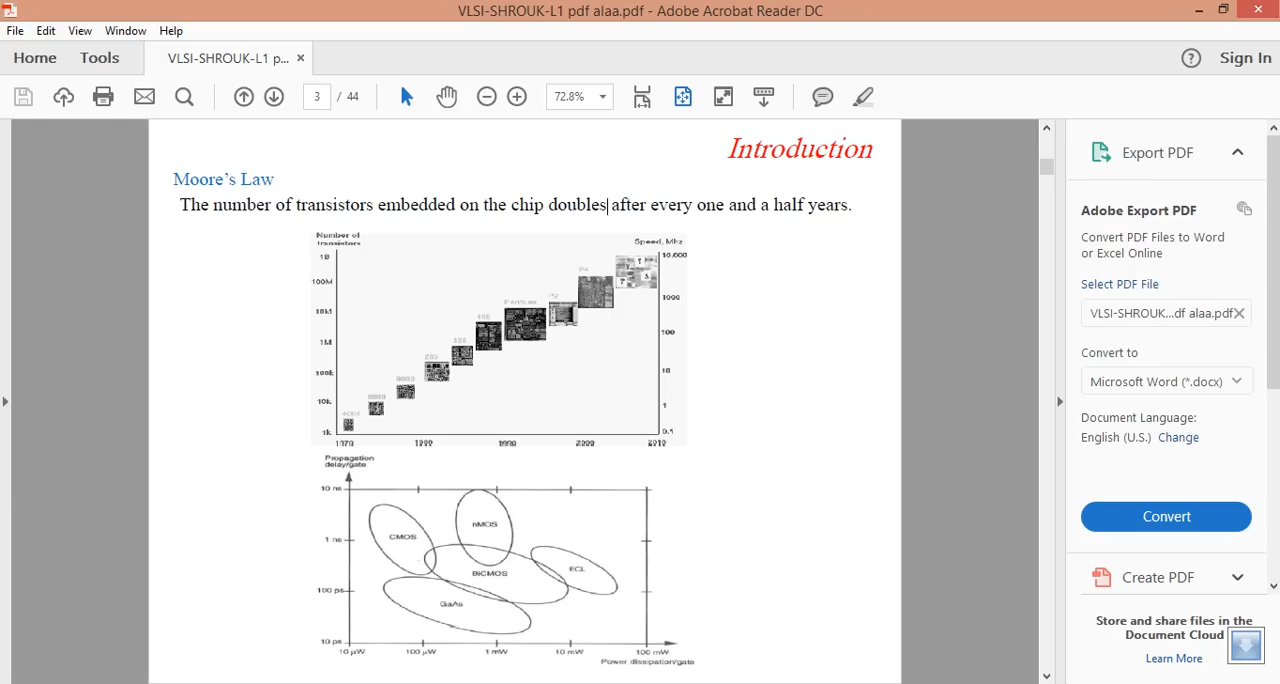 VLSI-SHROUK-L1 pdf alaa.pdf - Adobe Acrobat Reader DC
File Edit View Window Help
Home Tools VLSI-SHROUK-L1 p... × Sign In
3 / 44 72.8%
Introduction
Moore's Law
The number of transistors embedded on the chip doubles after every one and a half years.
Number of
transistors
Speed, Mhz
1B 10,000
100M
P4
1000
Pentium P2
100
1M
486
386
10
286
100k
8088
10k 8080 1
4004
1k 0.1
1990 2000 2010
Propagation
delay/gate
10 ns
nMOS
CMOS
1 ns
BiCMOS ECL
100 ps
GaAs
10 ps
10 µW 100 µW 1 mW 10 mW 100 mW
Power dissipation/gate
Export PDF
Adobe Export PDF
Convert PDF Files to Word
or Excel Online
Select PDF File
VLSI-SHROUK...df alaa.pdf
Convert to
Microsoft Word (*.docx)
Document Language:
English (U.S.) Change
Convert
Create PDF
Store and share files in the
Document Cloud
Learn More